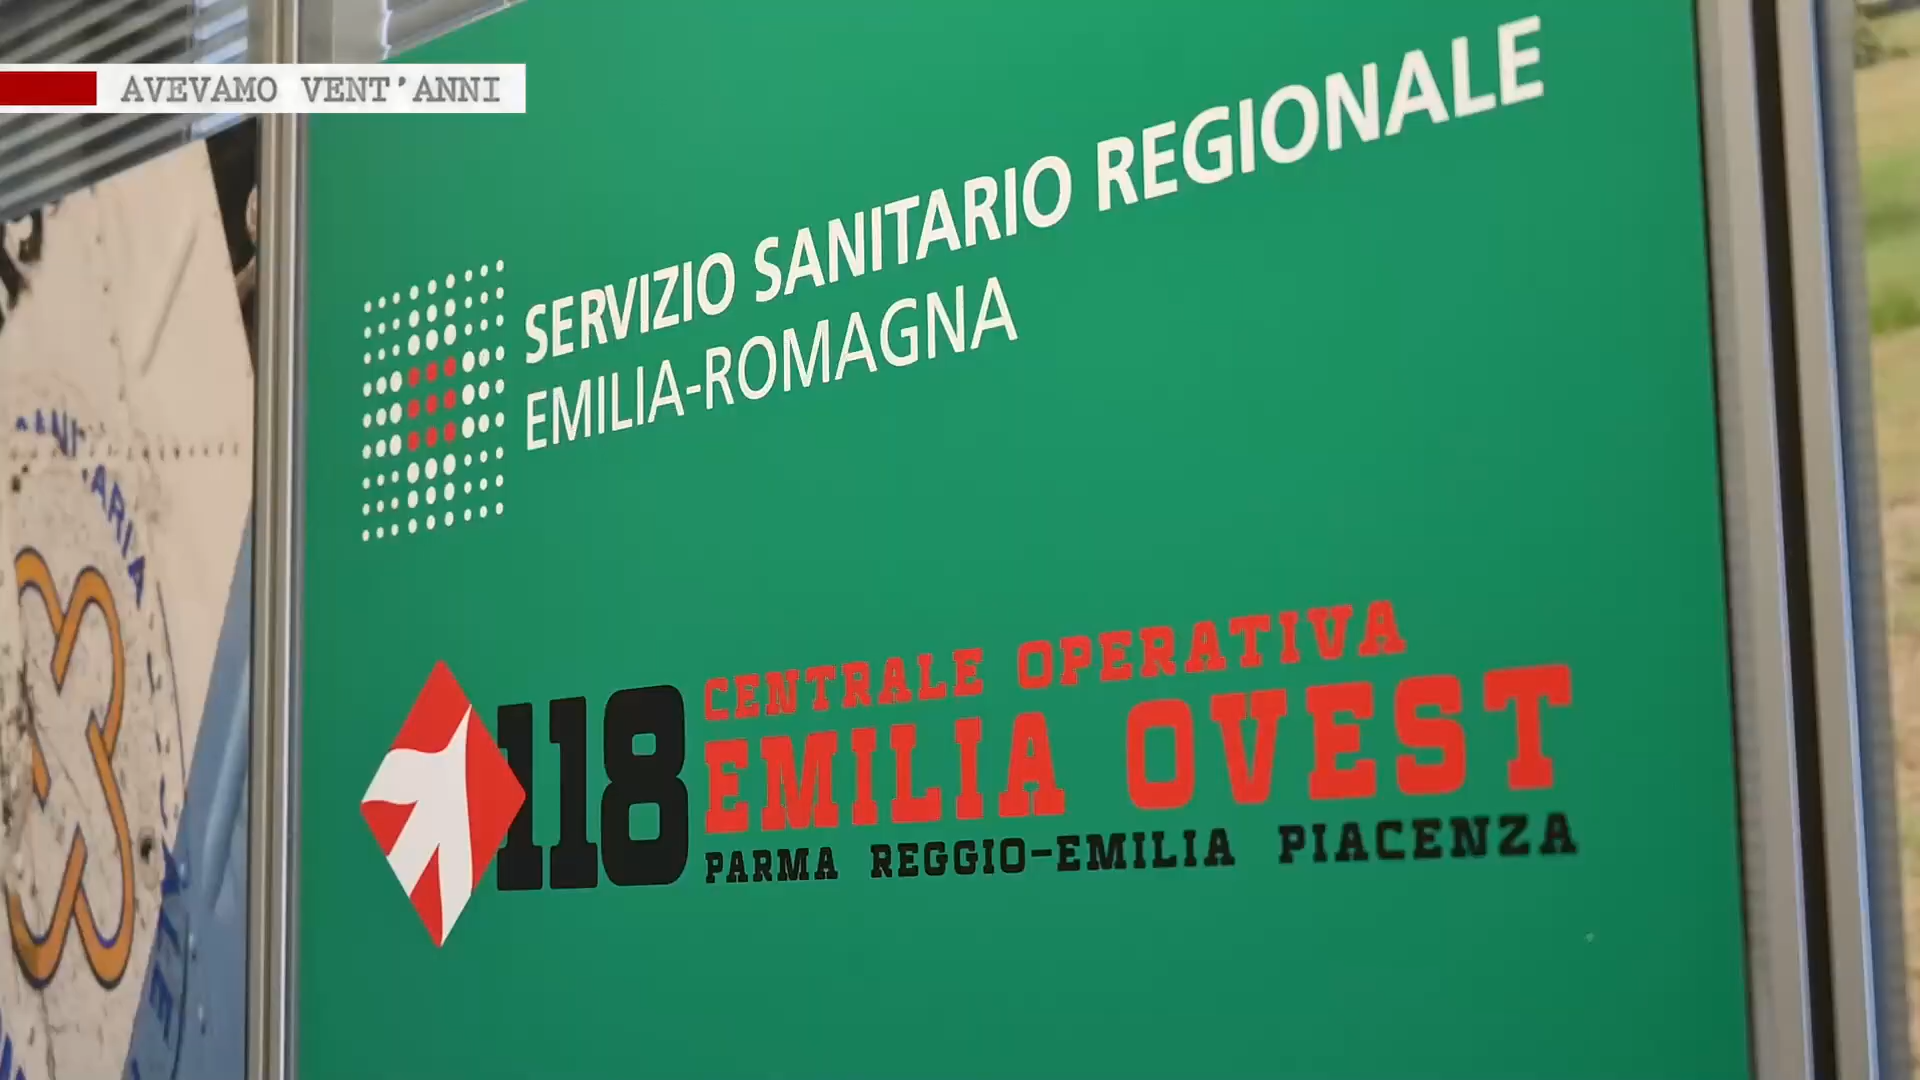 AVEVAMO VENT'ANNI
SERVIZIO SANITARIO REGIONALE
EMILIA-ROMAGNA
118
CENTRALE OPERATIVA
EMILIA OVEST
PARMA REGGIO-EMILIA PIACENZA